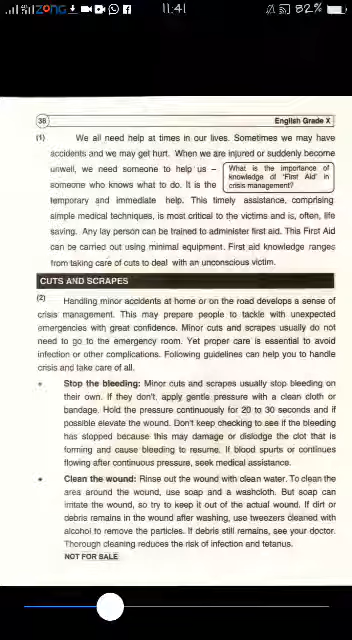 ZONG 11:41 82%
38 English Grade X
(1) We all need help at times in our lives. Sometimes we may have
accidents and we may get hurt. When we are injured or suddenly become
unwell, we need someone to help us –
someone who knows what to do. It is the
What is the importance of
knowledge of 'First Aid' in
crisis management?
temporary and immediate help. This timely assistance, comprising
simple medical techniques, is most critical to the victims and is, often, life
saving. Any lay person can be trained to administer first aid. This First Aid
can be carried out using minimal equipment. First aid knowledge ranges
from taking care of cuts to deal with an unconscious victim.
CUTS AND SCRAPES
(2) Handling minor accidents at home or on the road develops a sense of
crisis management. This may prepare people to tackle with unexpected
emergencies with great confidence. Minor cuts and scrapes usually do not
need to go to the emergency room. Yet proper care is essential to avoid
infection or other complications. Following guidelines can help you to handle
crisis and take care of all.
• Stop the bleeding: Minor cuts and scrapes usually stop bleeding on
their own. If they don't, apply gentle pressure with a clean cloth or
bandage. Hold the pressure continuously for 20 to 30 seconds and if
possible elevate the wound. Don't keep checking to see if the bleeding
has stopped because this may damage or dislodge the clot that is
forming and cause bleeding to resume. If blood spurts or continues
flowing after continuous pressure, seek medical assistance.
• Clean the wound: Rinse out the wound with clean water. To clean the
area around the wound, use soap and a washcloth. But soap can
irritate the wound, so try to keep it out of the actual wound. If dirt or
debris remains in the wound after washing, use tweezers cleaned with
alcohol to remove the particles. If debris still remains, see your doctor.
Thorough cleaning reduces the risk of infection and tetanus.
NOT FOR SALE